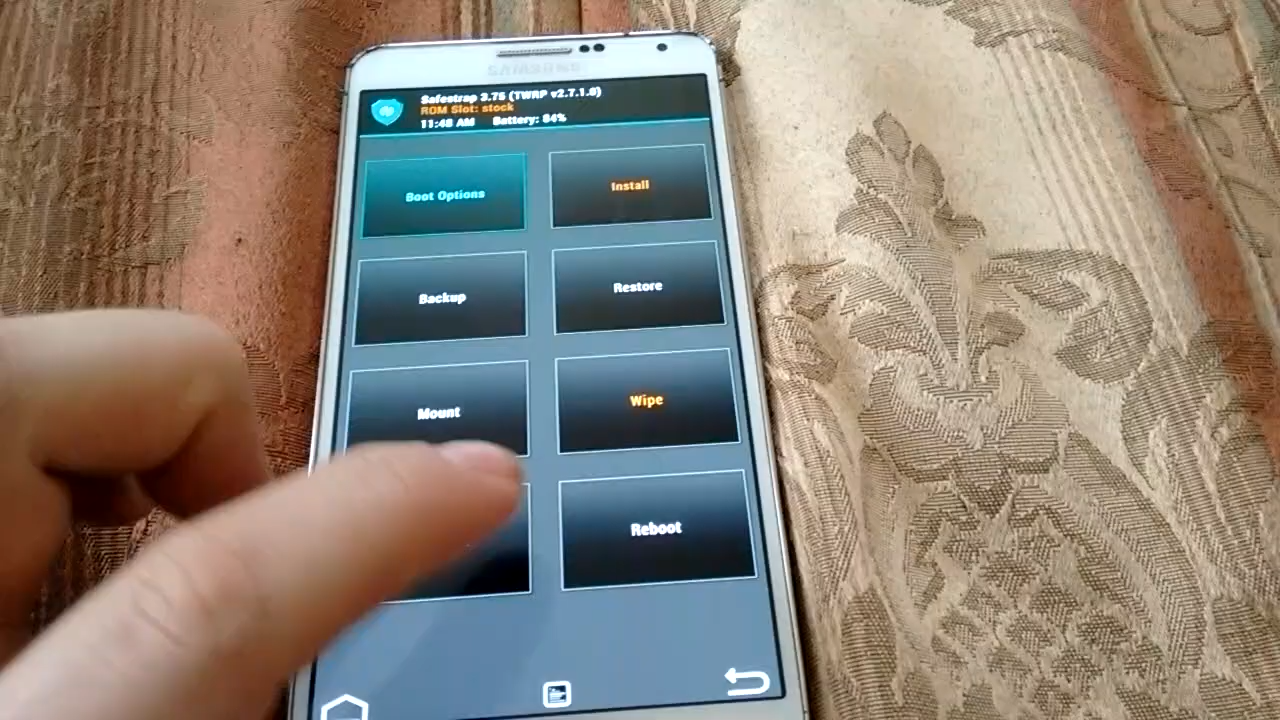 SAMSUNG
Safestrap 3.75 (TWRP v2.7.1.0)
ROM Slot: stock
11:48 AM Battery: 84%
Boot Options
Install
Backup
Restore
Mount
Wipe
Reboot